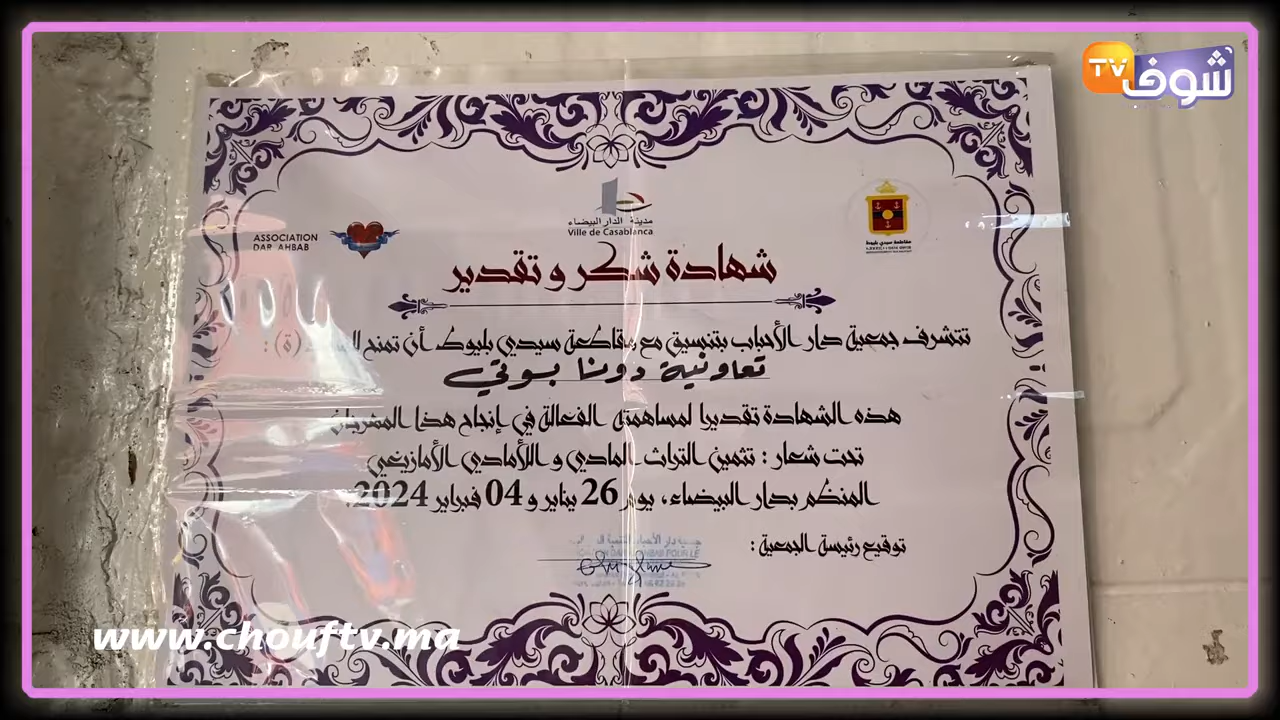 شوف TV
ASSOCIATION
DAR AHBAB
مدينة الدار البيضاء
Ville de Casablanca
مقاطعة سيدي بليوط
شهادة شكر و تقدير
تتشرف جمعية دار الأحباب بتنسيق مع مقاطعة سيدي بليوط أن تمنح (ة) :
تعاونية دونا بيوتي
هذه الشهادة تقديرا لمساهمته الفعالة في إنجاح هذا المهرجان
تحت شعار : تثمين التراث المادي و اللامادي الأمازيغي
المنظم بدار البيضاء، يوم 26 يناير و 04 فبراير 2024.
توقيع رئيسة الجمعية :
www.chouftv.ma